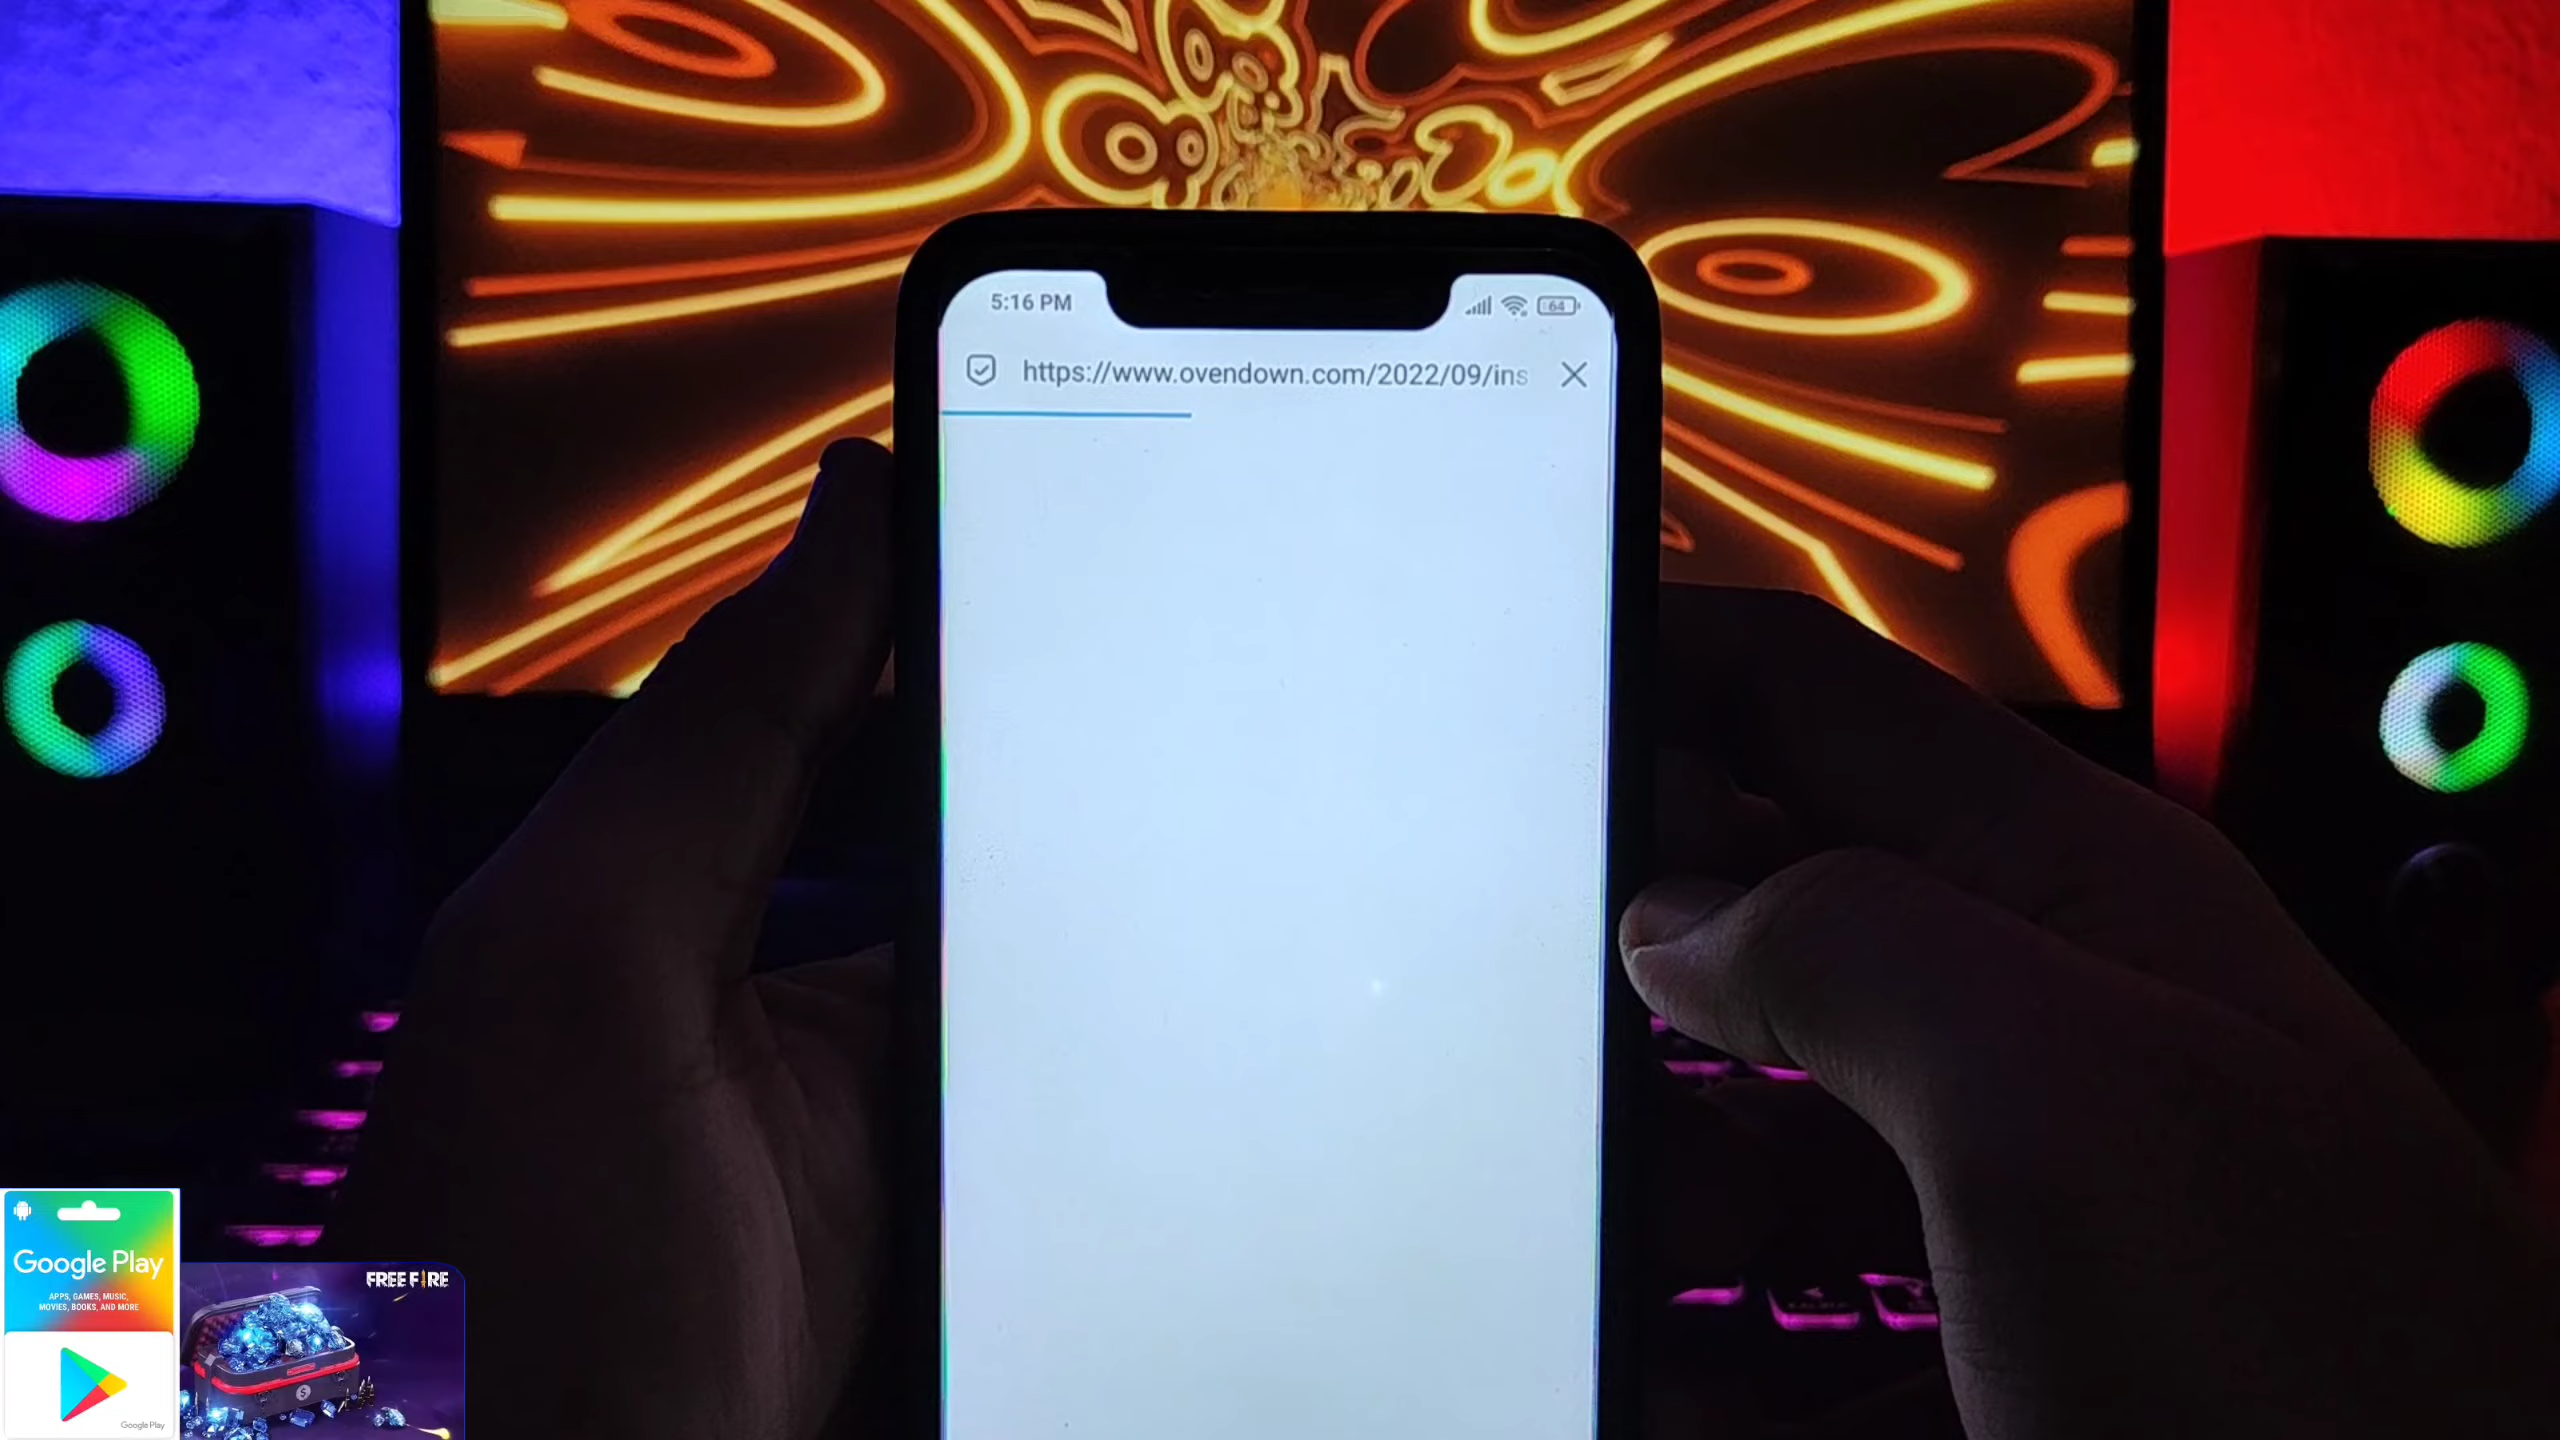 5:16 PM
64
https://www.ovendown.com/2022/09/ins
Google Play
APPS, GAMES, MUSIC,
MOVIES, BOOKS, AND MORE
Google Play
FREE FIRE